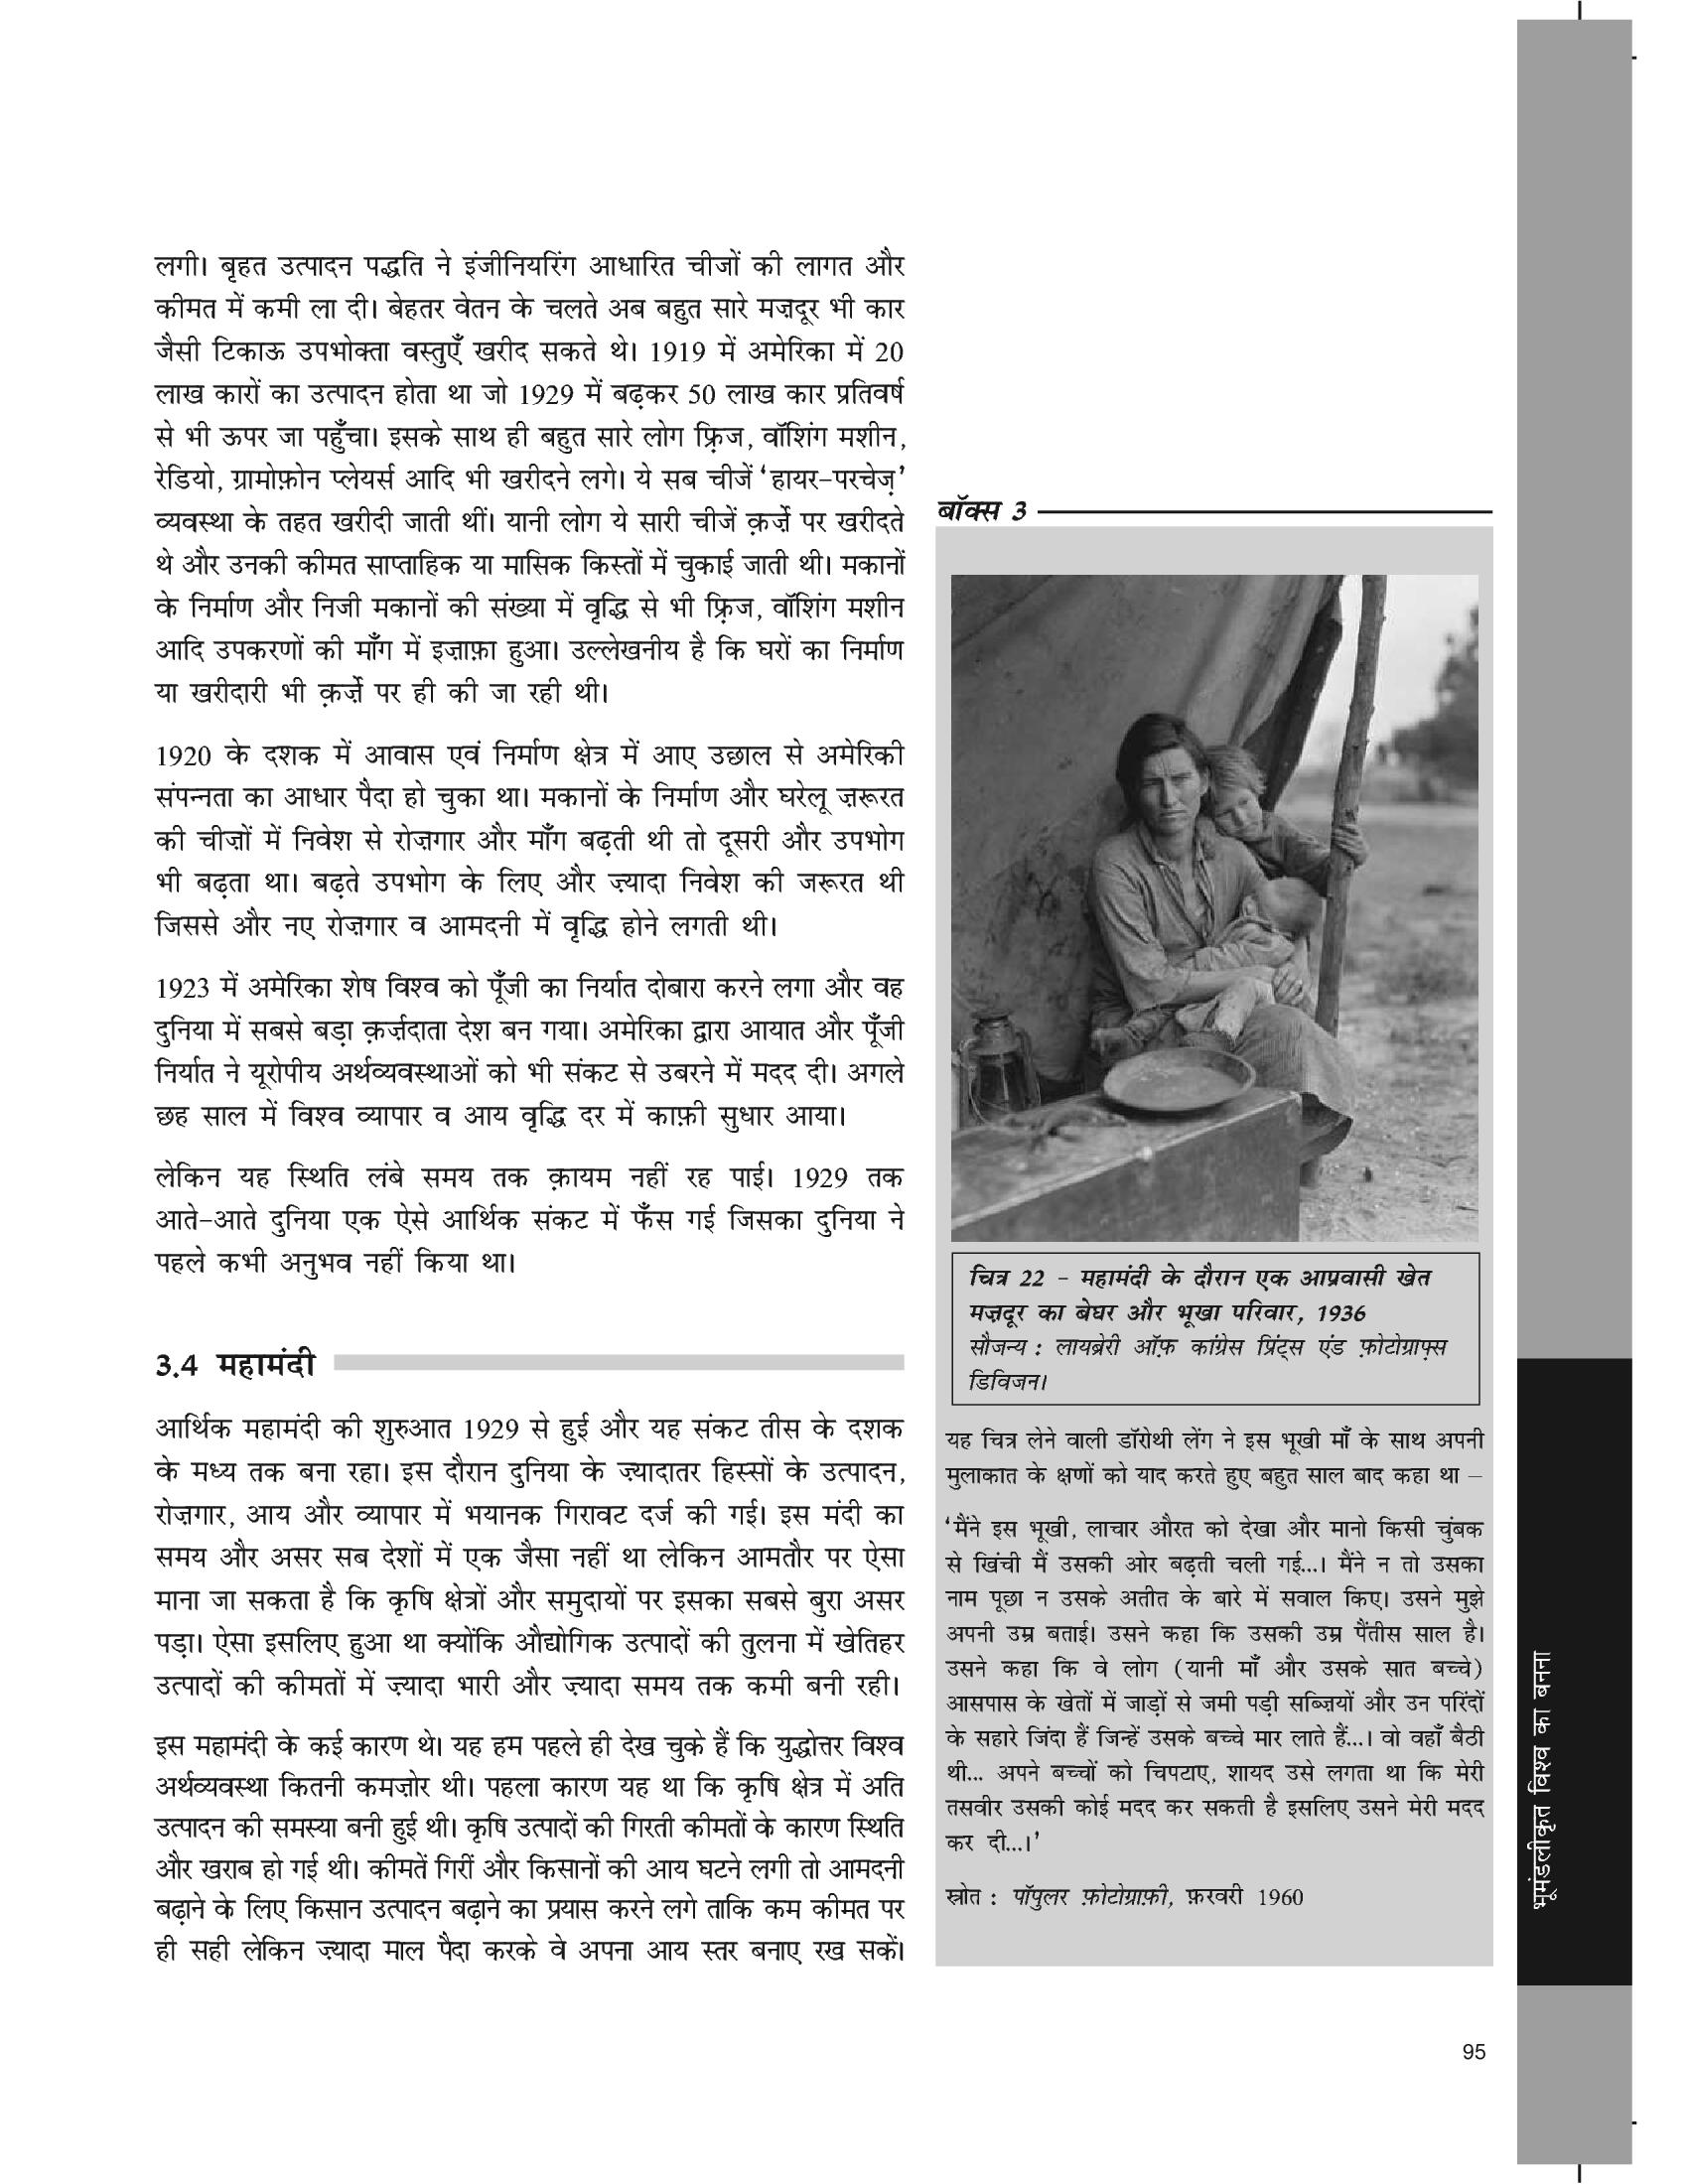 लगी। बृहत उत्पादन पद्धति ने इंजीनियरिंग आधारित चीजों की लागत और
कीमत में कमी ला दी। बेहतर वेतन के चलते अब बहुत सारे मज़दूर भी कार
जैसी टिकाऊ उपभोक्ता वस्तुएँ खरीद सकते थे। 1919 में अमेरिका में 20
लाख कारों का उत्पादन होता था जो 1929 में बढ़कर 50 लाख कार प्रतिवर्ष
से भी ऊपर जा पहुँचा। इसके साथ ही बहुत सारे लोग फ़्रिज, वॉशिंग मशीन,
रेडियो, ग्रामोफ़ोन प्लेयर्स आदि भी खरीदने लगे। ये सब चीजें ‘हायर-परचेज़’
व्यवस्था के तहत खरीदी जाती थीं। यानी लोग ये सारी चीजें क़र्ज़े पर खरीदते
थे और उनकी कीमत साप्ताहिक या मासिक किस्तों में चुकाई जाती थी। मकानों
के निर्माण और निजी मकानों की संख्या में वृद्धि से भी फ़्रिज, वॉशिंग मशीन
आदि उपकरणों की माँग में इज़ाफ़ा हुआ। उल्लेखनीय है कि घरों का निर्माण
या खरीदारी भी क़र्ज़े पर ही की जा रही थी।
1920 के दशक में आवास एवं निर्माण क्षेत्र में आए उछाल से अमेरिकी
संपन्नता का आधार पैदा हो चुका था। मकानों के निर्माण और घरेलू ज़रूरत
की चीज़ों में निवेश से रोज़गार और माँग बढ़ती थी तो दूसरी और उपभोग
भी बढ़ता था। बढ़ते उपभोग के लिए और ज़्यादा निवेश की जरूरत थी
जिससे और नए रोज़गार व आमदनी में वृद्धि होने लगती थी।
1923 में अमेरिका शेष विश्व को पूँजी का निर्यात दोबारा करने लगा और वह
दुनिया में सबसे बड़ा क़र्ज़दाता देश बन गया। अमेरिका द्वारा आयात और पूँजी
निर्यात ने यूरोपीय अर्थव्यवस्थाओं को भी संकट से उबरने में मदद दी। अगले
छह साल में विश्व व्यापार व आय वृद्धि दर में काफ़ी सुधार आया।
लेकिन यह स्थिति लंबे समय तक क़ायम नहीं रह पाई। 1929 तक
आते-आते दुनिया एक ऐसे आर्थिक संकट में फँस गई जिसका दुनिया ने
पहले कभी अनुभव नहीं किया था।
3.4 महामंदी
आर्थिक महामंदी की शुरुआत 1929 से हुई और यह संकट तीस के दशक
के मध्य तक बना रहा। इस दौरान दुनिया के ज़्यादातर हिस्सों के उत्पादन,
रोज़गार, आय और व्यापार में भयानक गिरावट दर्ज की गई। इस मंदी का
समय और असर सब देशों में एक जैसा नहीं था लेकिन आमतौर पर ऐसा
माना जा सकता है कि कृषि क्षेत्रों और समुदायों पर इसका सबसे बुरा असर
पड़ा। ऐसा इसलिए हुआ था क्योंकि औद्योगिक उत्पादों की तुलना में खेतिहर
उत्पादों की कीमतों में ज़्यादा भारी और ज़्यादा समय तक कमी बनी रही।
इस महामंदी के कई कारण थे। यह हम पहले ही देख चुके हैं कि युद्धोत्तर विश्व
अर्थव्यवस्था कितनी कमज़ोर थी। पहला कारण यह था कि कृषि क्षेत्र में अति
उत्पादन की समस्या बनी हुई थी। कृषि उत्पादों की गिरती कीमतों के कारण स्थिति
और खराब हो गई थी। कीमतें गिरीं और किसानों की आय घटने लगी तो आमदनी
बढ़ाने के लिए किसान उत्पादन बढ़ाने का प्रयास करने लगे ताकि कम कीमत पर
ही सही लेकिन ज़्यादा माल पैदा करके वे अपना आय स्तर बनाए रख सकें।
बॉक्स 3
चित्र 22 – महामंदी के दौरान एक आप्रवासी खेत
मज़दूर का बेघर और भूखा परिवार, 1936
सौजन्य : लायब्रेरी ऑफ़ कांग्रेस प्रिंट्स एंड फ़ोटोग्राफ़्स
डिविजन।
यह चित्र लेने वाली डॉरोथी लेंग ने इस भूखी माँ के साथ अपनी
मुलाकात के क्षणों को याद करते हुए बहुत साल बाद कहा था –
‘मैंने इस भूखी, लाचार औरत को देखा और मानो किसी चुंबक
से खिंची मैं उसकी ओर बढ़ती चली गई...। मैंने न तो उसका
नाम पूछा न उसके अतीत के बारे में सवाल किए। उसने मुझे
अपनी उम्र बताई। उसने कहा कि उसकी उम्र पैंतीस साल है।
उसने कहा कि वे लोग (यानी माँ और उसके सात बच्चे)
आसपास के खेतों में जाड़ों से जमी पड़ी सब्ज़ियों और उन परिंदों
के सहारे जिंदा हैं जिन्हें उसके बच्चे मार लाते हैं...। वो वहाँ बैठी
थी... अपने बच्चों को चिपटाए, शायद उसे लगता था कि मेरी
तसवीर उसकी कोई मदद कर सकती है इसलिए उसने मेरी मदद
कर दी...।’
स्रोत : पॉपुलर फ़ोटोग्राफ़ी, फ़रवरी 1960
भूमंडलीकृत विश्व का बनना
95